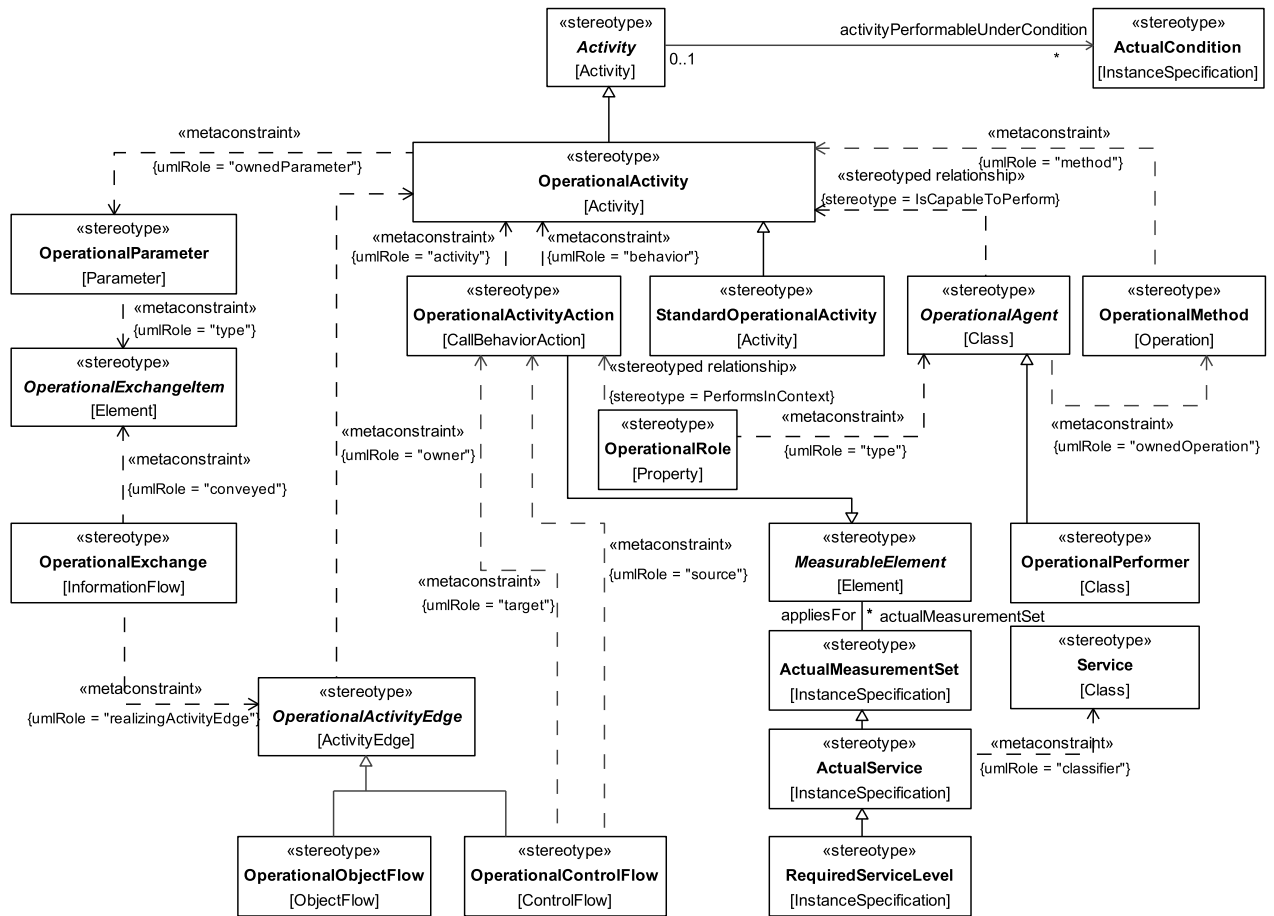 «stereotype»
Activity
[Activity]
activityPerformableUnderCondition
0..1
*
«stereotype»
ActualCondition
[InstanceSpecification]
«metaconstraint»
{umlRole = "ownedParameter"}
«stereotype»
OperationalActivity
[Activity]
«metaconstraint»
{umlRole = "method"}
«stereotyped relationship»
{stereotype = IsCapableToPerform}
«stereotype»
OperationalParameter
[Parameter]
«metaconstraint»
{umlRole = "activity"}
«metaconstraint»
{umlRole = "behavior"}
«metaconstraint»
{umlRole = "type"}
«stereotype»
OperationalActivityAction
[CallBehaviorAction]
«stereotype»
StandardOperationalActivity
[Activity]
«stereotype»
OperationalAgent
[Class]
«stereotype»
OperationalMethod
[Operation]
«stereotype»
OperationalExchangeItem
[Element]
«stereotyped relationship»
{stereotype = PerformsInContext}
«stereotype»
OperationalRole
[Property]
«metaconstraint»
{umlRole = "type"}
«metaconstraint»
{umlRole = "ownedOperation"}
«metaconstraint»
{umlRole = "owner"}
«metaconstraint»
{umlRole = "conveyed"}
«stereotype»
OperationalExchange
[InformationFlow]
«metaconstraint»
{umlRole = "source"}
«metaconstraint»
{umlRole = "target"}
«stereotype»
MeasurableElement
[Element]
«stereotype»
OperationalPerformer
[Class]
appliesFor
*
actualMeasurementSet
«stereotype»
ActualMeasurementSet
[InstanceSpecification]
«stereotype»
Service
[Class]
«metaconstraint»
{umlRole = "realizingActivityEdge"}
«stereotype»
OperationalActivityEdge
[ActivityEdge]
«stereotype»
ActualService
[InstanceSpecification]
«metaconstraint»
{umlRole = "classifier"}
«stereotype»
OperationalObjectFlow
[ObjectFlow]
«stereotype»
OperationalControlFlow
[ControlFlow]
«stereotype»
RequiredServiceLevel
[InstanceSpecification]